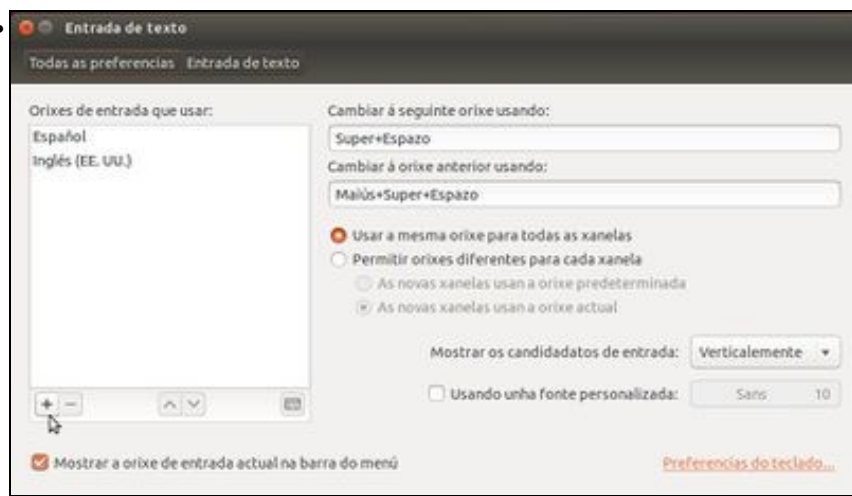 Entrada de texto
Todas as preferencias Entrada de texto
Orixes de entrada que usar:
Español
Inglés (EE. UU.)
Cambiar á seguinte orixe usando:
Super+Espazo
Cambiar á orixe anterior usando:
Maiús+Super+Espazo
Usar a mesma orixe para todas as xanelas
Permitir orixes diferentes para cada xanela
As novas xanelas usan a orixe predeterminada
As novas xanelas usan a orixe actual
Mostrar os candidadatos de entrada: Verticalemente
Usando unha fonte personalizada: Sans 10
Mostrar a orixe de entrada actual na barra do menú
Preferencias do teclado...